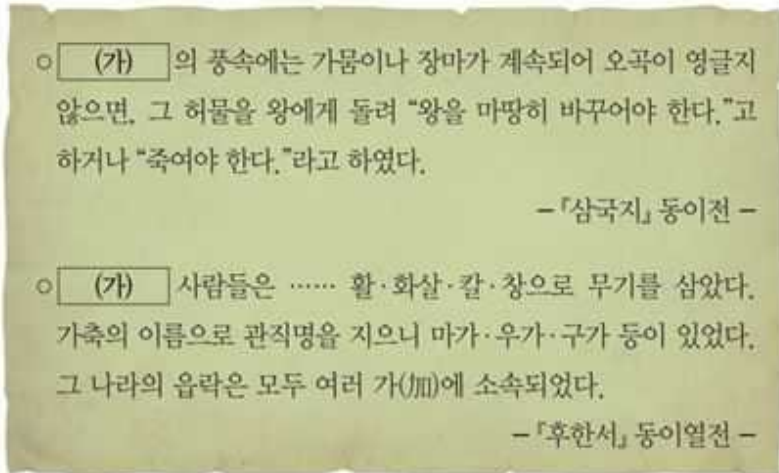 ○ (가) 의 풍속에는 가뭄이나 장마가 계속되어 오곡이 영글지
않으면, 그 허물을 왕에게 돌려 “왕을 마땅히 바꾸어야 한다.”고
하거나 “죽여야 한다.”라고 하였다.
－『삼국지』 동이전－
○ (가) 사람들은 …… 활·화살·칼·창으로 무기를 삼았다.
가축의 이름으로 관직명을 지으니 마가·우가·구가 등이 있었다.
그 나라의 읍락은 모두 여러 가(加)에 소속되었다.
－『후한서』 동이열전－